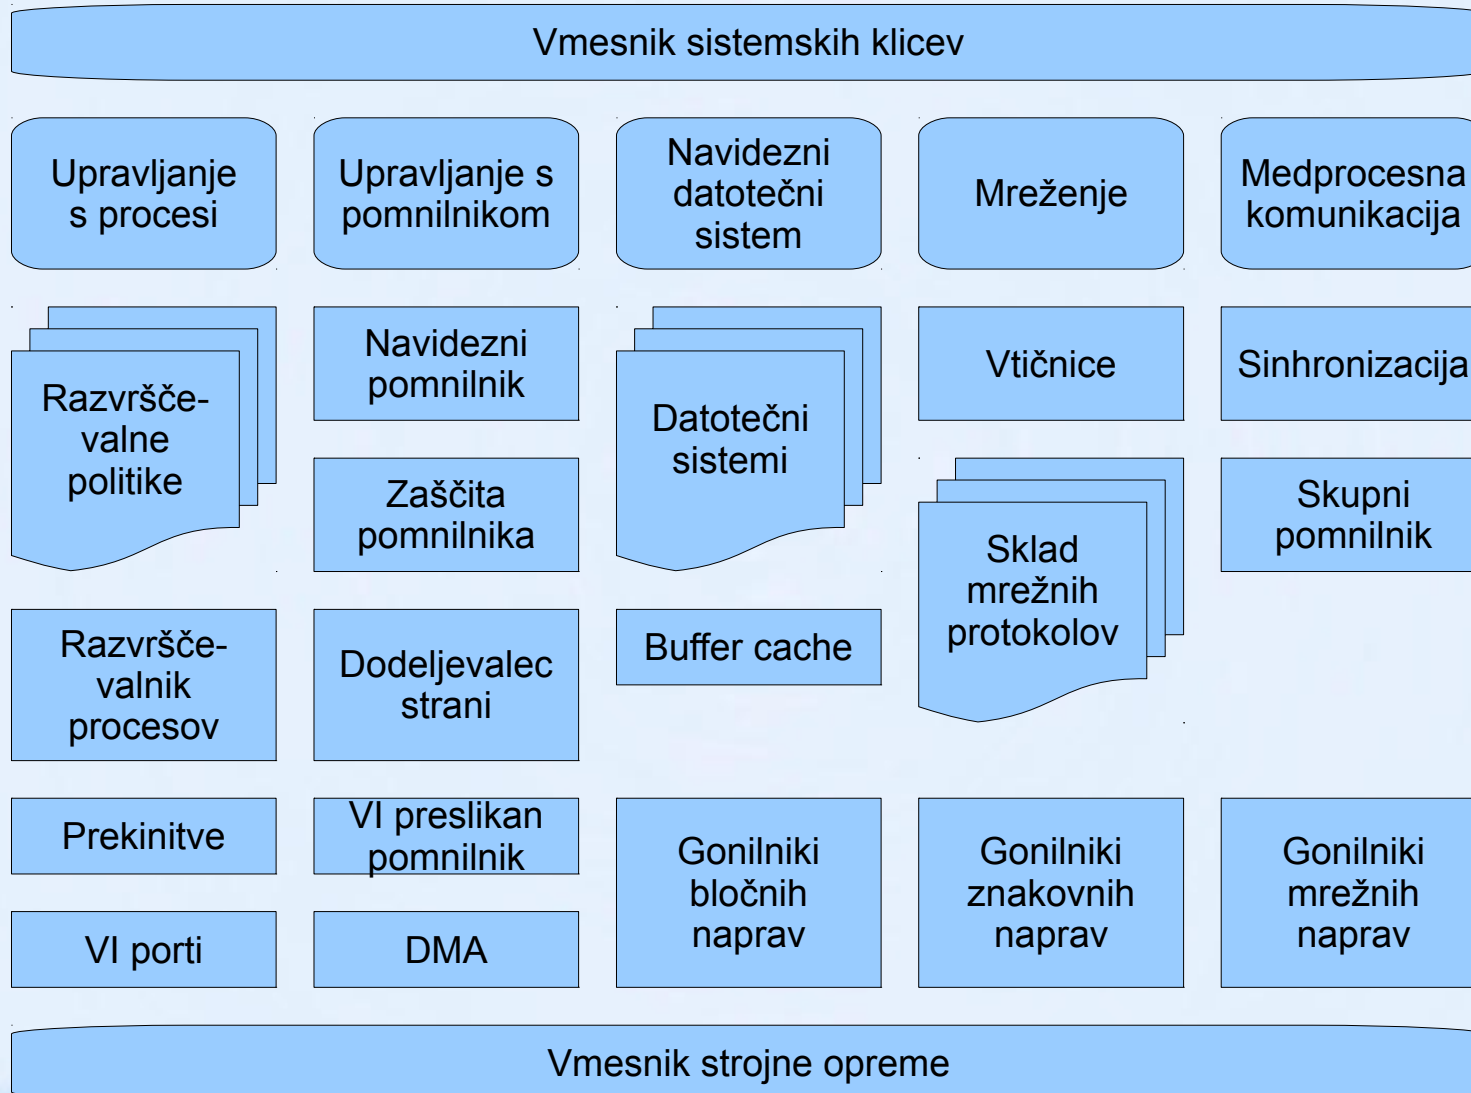 Vmesnik sistemskih klicev
Upravljanje
s procesi
Upravljanje s
pomnilnikom
Navidezni
datotečni
sistem
Mreženje
Medprocesna
komunikacija
Razvršče-
valne
politike
Navidezni
pomnilnik
Datotečni
sistemi
Vtičnice
Sinhronizacija
Zaščita
pomnilnika
Sklad
mrežnih
protokolov
Skupni
pomnilnik
Razvršče-
valnik
procesov
Dodeljevalec
strani
Buffer cache
Prekinitve
VI preslikan
pomnilnik
Gonilniki
bločnih
naprav
Gonilniki
znakovnih
naprav
Gonilniki
mrežnih
naprav
VI porti
DMA
Vmesnik strojne opreme